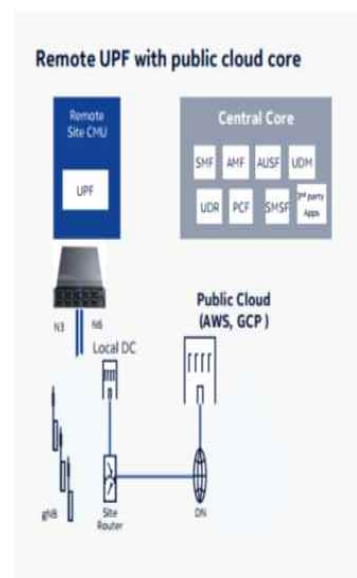 Remote UPF with public cloud core
Remote
Site CMU
UPF
Central Core
SMF AMF AUSF UDM
UDR PCF SMSF 3rd party
Apps
N3 N6
Local DC
Public Cloud
(AWS, GCP )
gNB
Site
Router
DN